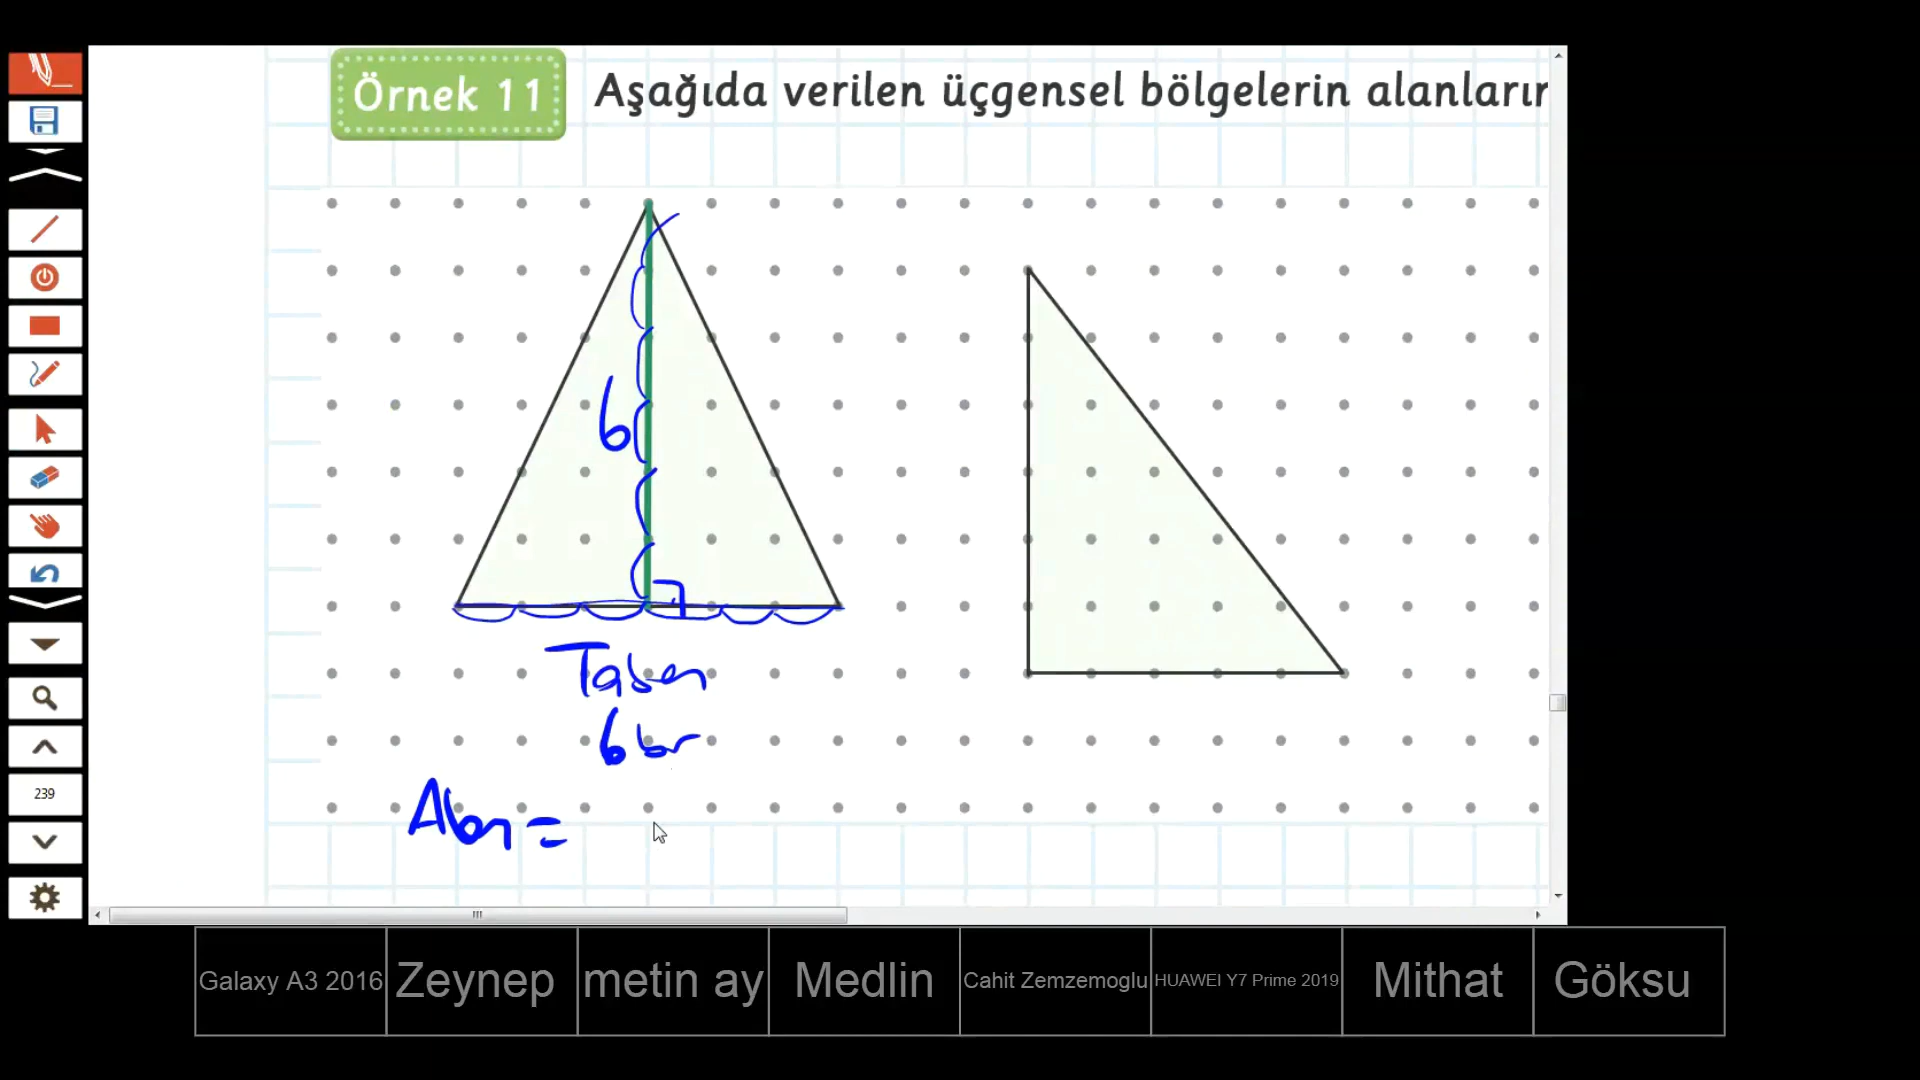 Örnek 11 Aşağıda verilen üçgensel bölgelerin alanların
6
Taban
6 br
Alan =
239
Galaxy A3 2016 Zeynep metin ay Medlin Cahit Zemzemoglu HUAWEI Y7 Prime 2019 Mithat Göksu